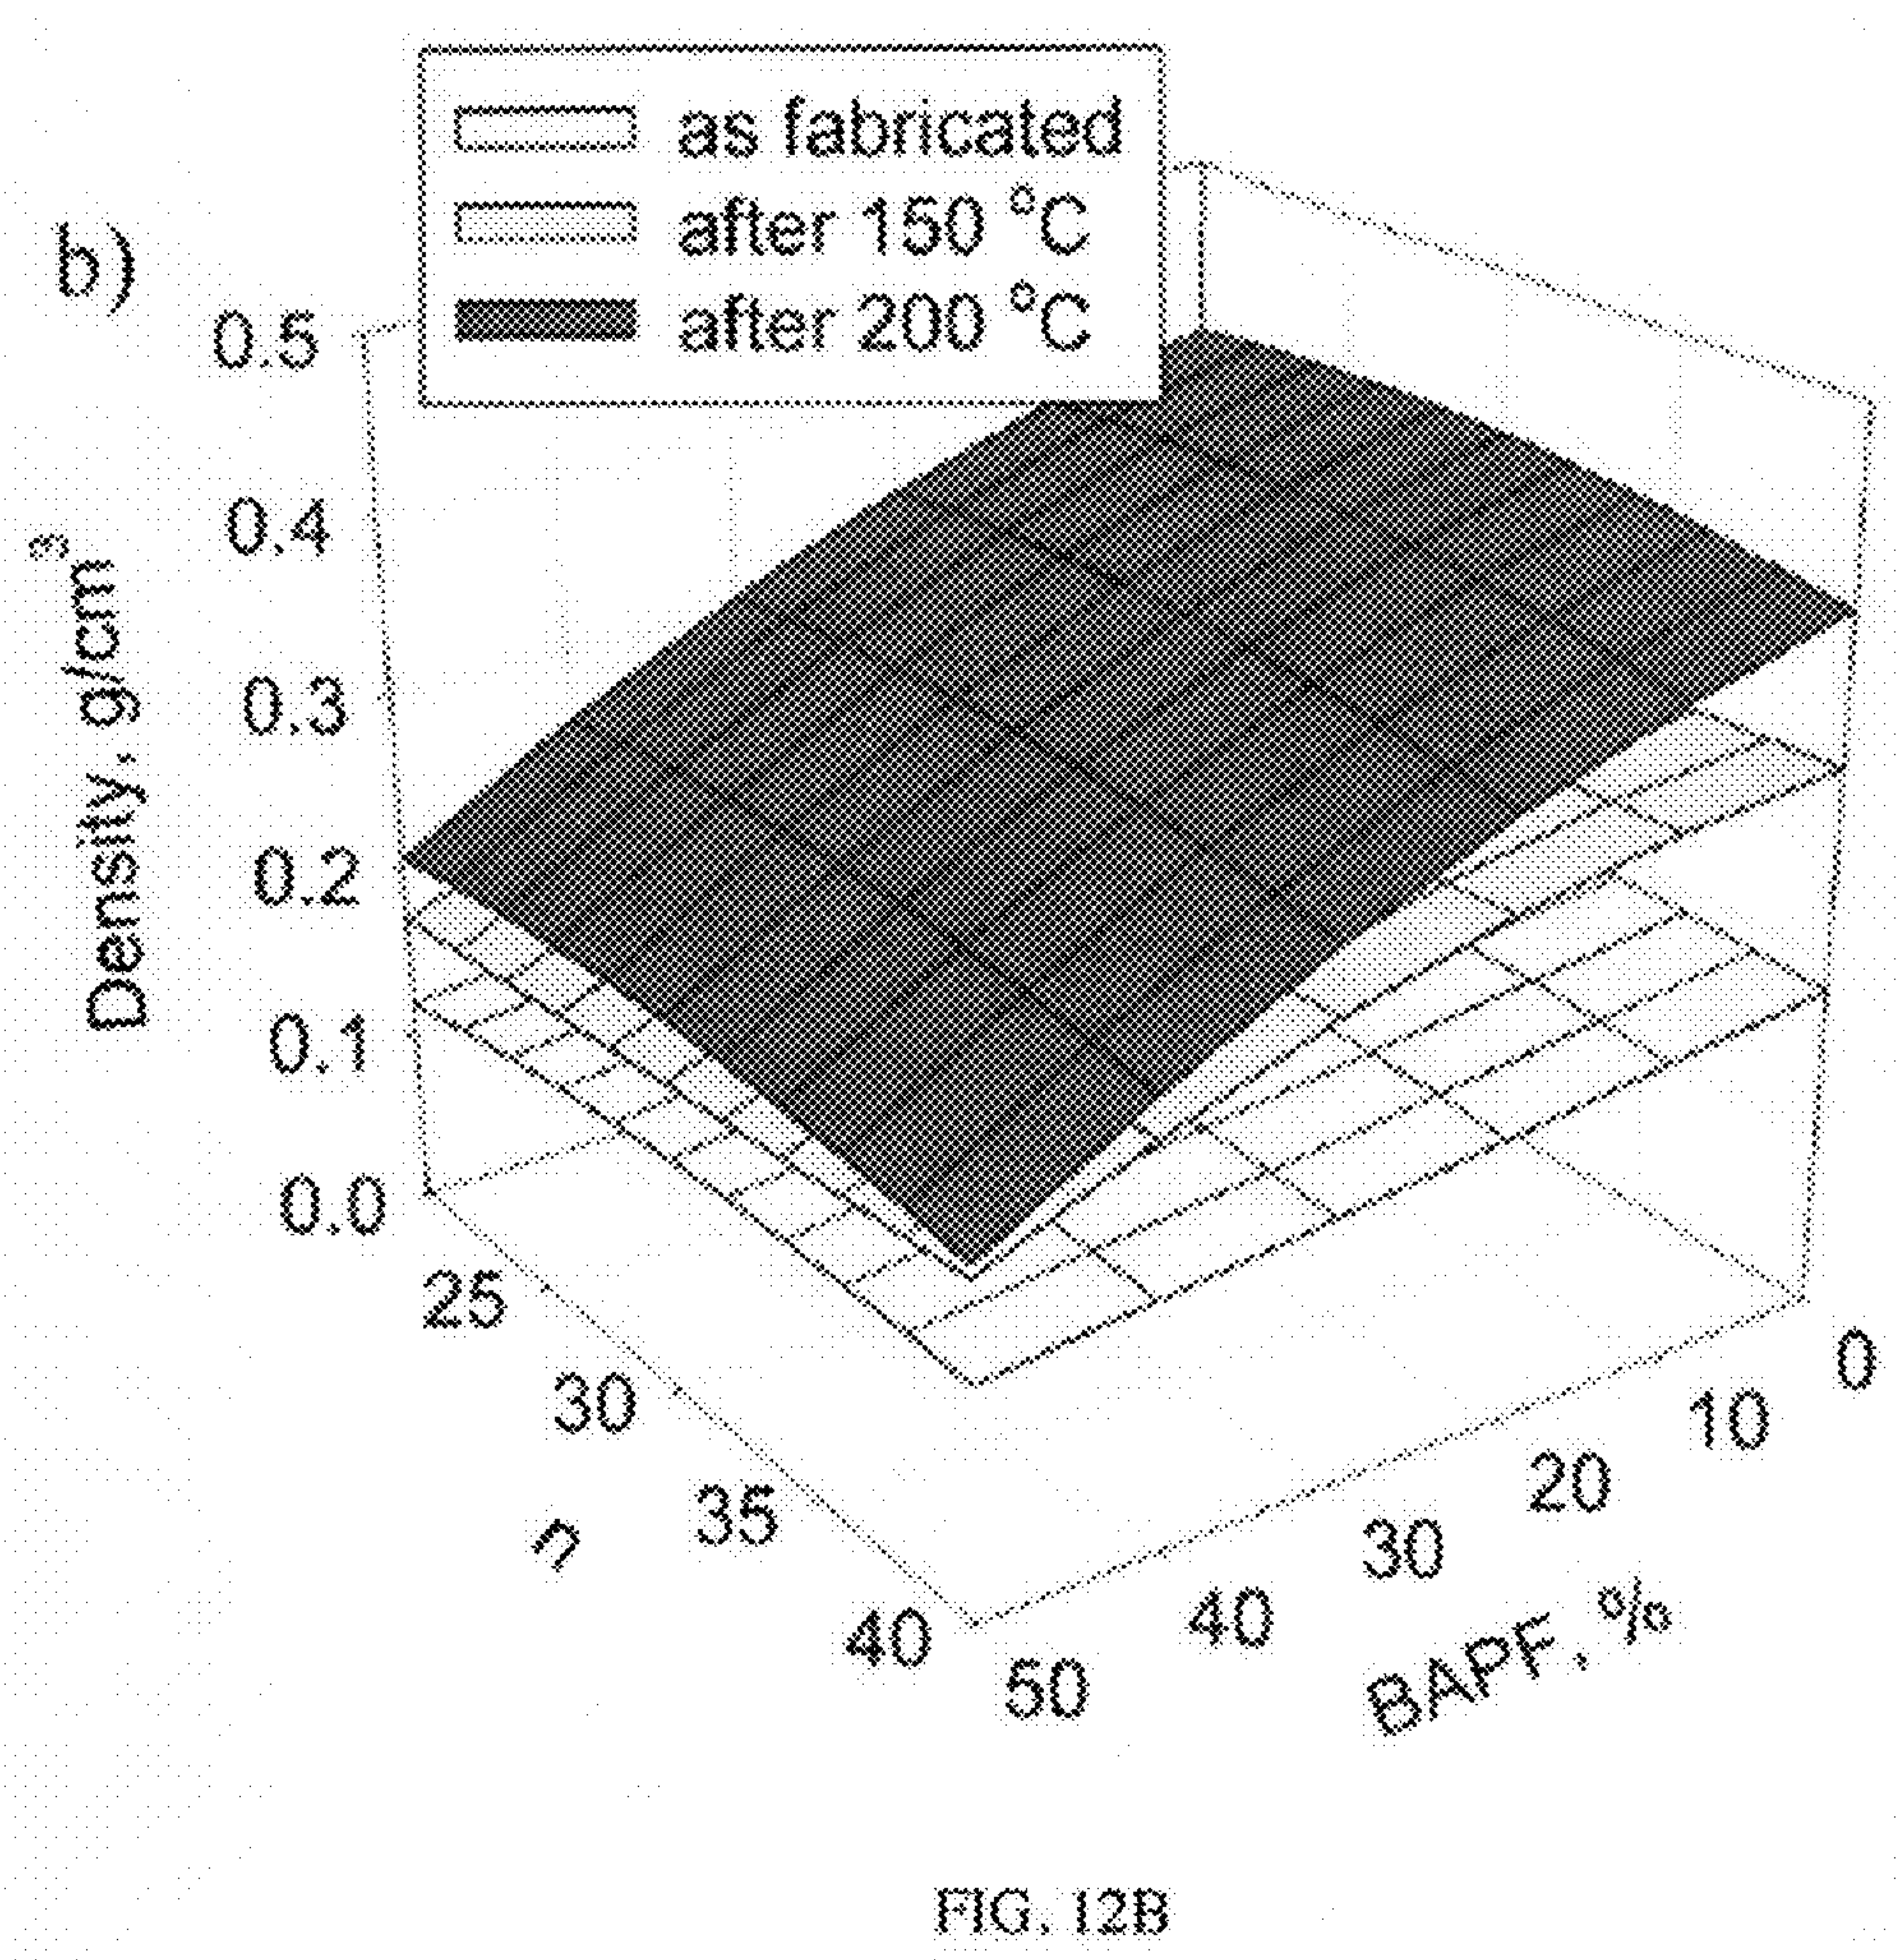 as fabricated
after 150 °C
after 200 °C
b)
0.5
0.4
0.3
0.2
0.1
0.0
Density, g/cm³
25
30
35
40
n
50
40
30
20
10
0
BAPF, %
FIG. 12B